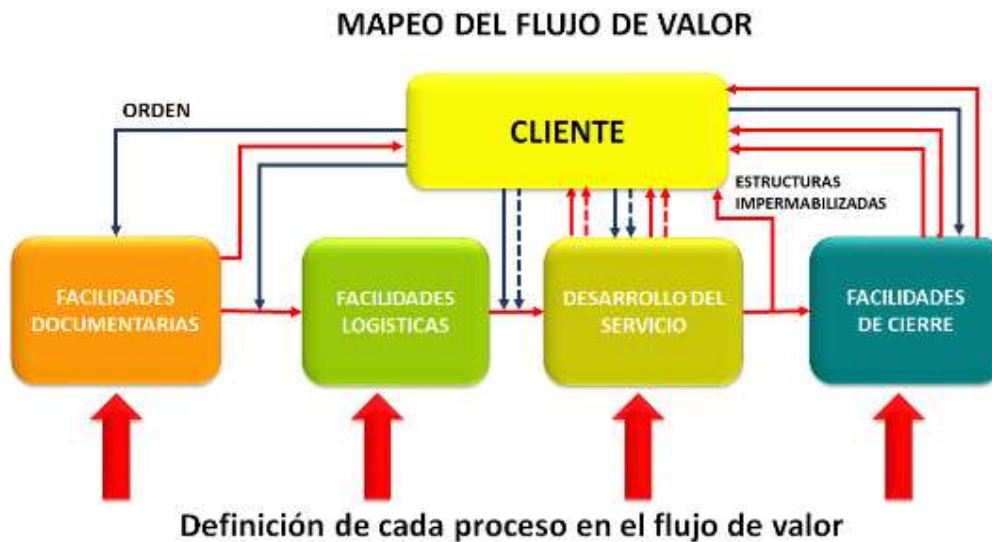 MAPEO DEL FLUJO DE VALOR
ORDEN
CLIENTE
ESTRUCTURAS
IMPERMABILIZADAS
FACILIDADES
DOCUMENTARIAS
FACILIDADES
LOGISTICAS
DESARROLLO DEL
SERVICIO
FACILIDADES
DE CIERRE
Definición de cada proceso en el flujo de valor